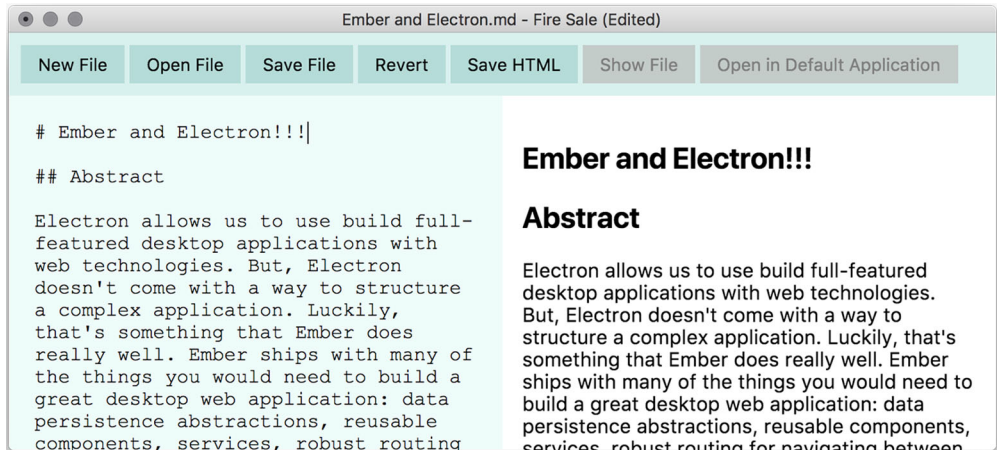 Ember and Electron.md - Fire Sale (Edited)
New File Open File Save File Revert Save HTML Show File Open in Default Application
# Ember and Electron!!!
## Abstract
Electron allows us to use build full-
featured desktop applications with
web technologies. But, Electron
doesn't come with a way to structure
a complex application. Luckily,
that's something that Ember does
really well. Ember ships with many of
the things you would need to build a
great desktop web application: data
persistence abstractions, reusable
components, services, robust routing
Ember and Electron!!!
Abstract
Electron allows us to use build full-featured
desktop applications with web technologies.
But, Electron doesn't come with a way to
structure a complex application. Luckily, that's
something that Ember does really well. Ember
ships with many of the things you would need to
build a great desktop web application: data
persistence abstractions, reusable components,
services, robust routing for navigating between